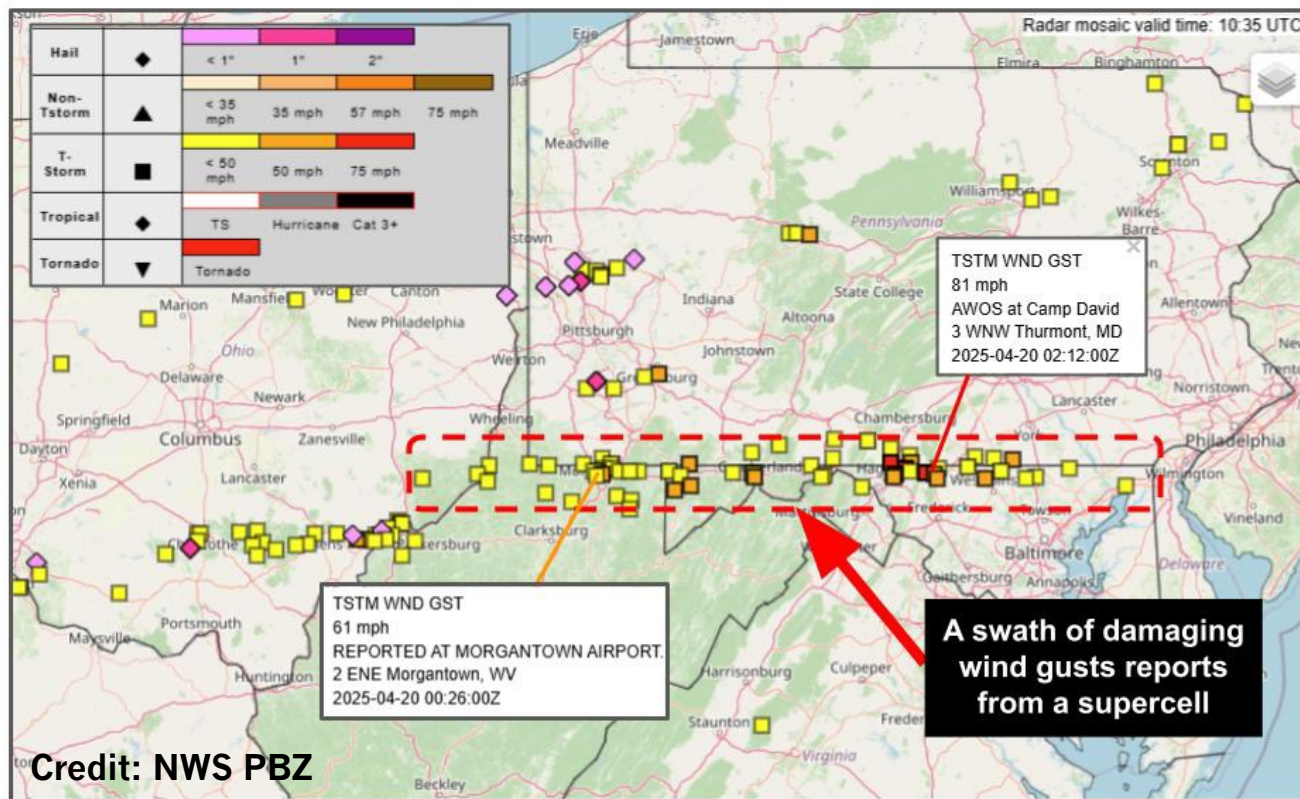 Radar mosaic valid time: 10:35 UTC
Hail
< 1"
1"
2"
Non-
Tstorm
< 35
mph
35 mph
57 mph
75 mph
T-
Storm
< 50
mph
50 mph
75 mph
Tropical
TS
Hurricane
Cat 3+
Tornado
Tornado
Erie
Jamestown
Elmira
Binghamton
Meadville
Williamsport
Wilkes-
Barre
Pennsylvania
Marion
Canton
New Philadelphia
Indiana
State College
Altoona
Allentown
Pittsburgh
Johnstown
Ohio
Weirton
Delaware
Newark
Norristown
Lancaster
Springfield
Columbus
Zanesville
Wheeling
Chambersburg
York
Philadelphia
Dayton
Xenia
Lancaster
Wilmington
Clarksburg
Frederick
Towson
Vineland
Baltimore
Gaithersburg
Annapolis
Delaware
Portsmouth
Maysville
Huntington
Harrisonburg
Culpeper
Staunton
Virginia
Beckley
TSTM WND GST
81 mph
AWOS at Camp David
3 WNW Thurmont, MD
2025-04-20 02:12:00Z
TSTM WND GST
61 mph
REPORTED AT MORGANTOWN AIRPORT.
2 ENE Morgantown, WV
2025-04-20 00:26:00Z
A swath of damaging
wind gusts reports
from a supercell
Credit: NWS PBZ